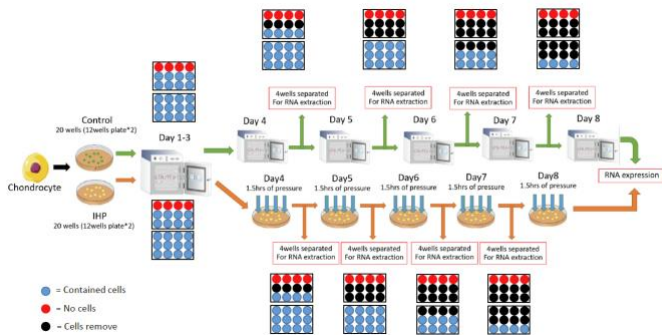 4wells separated
For RNA extraction
4wells separated
For RNA extraction
4wells separated
For RNA extraction
4wells separated
For RNA extraction
Control
20 wells (12wells plate*2)
Day 1-3
Day 4
Day 5
Day 6
Day 7
Day 8
Chondrocyte
RNA expression
IHP
20 wells (12wells plate*2)
Day4
1.5hrs of pressure
Day5
1.5hrs of pressure
Day6
1.5hrs of pressure
Day7
1.5hrs of pressure
Day8
1.5hrs of pressure
4wells separated
For RNA extraction
4wells separated
For RNA extraction
4wells separated
For RNA extraction
4wells separated
For RNA extraction
= Contained cells
= No cells
= Cells remove